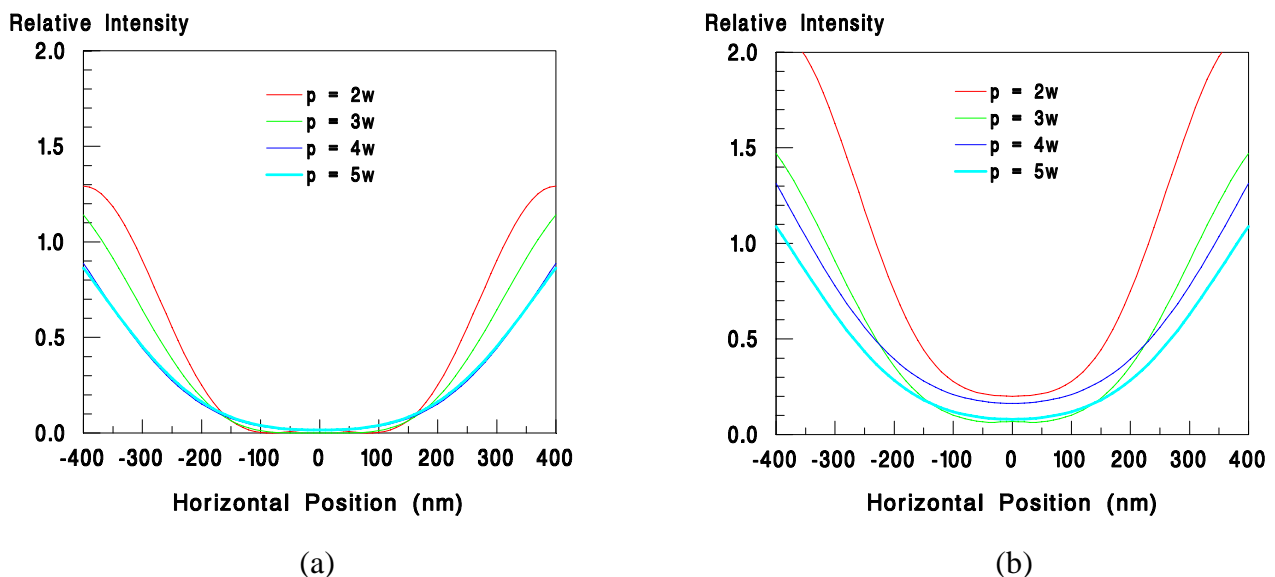 Relative Intensity
2.0
1.5
1.0
0.5
0.0
p = 2w
p = 3w
p = 4w
p = 5w
-400 -300 -200 -100 0 100 200 300 400
Horizontal Position (nm)
(a)
Relative Intensity
2.0
1.5
1.0
0.5
0.0
p = 2w
p = 3w
p = 4w
p = 5w
-400 -300 -200 -100 0 100 200 300 400
Horizontal Position (nm)
(b)